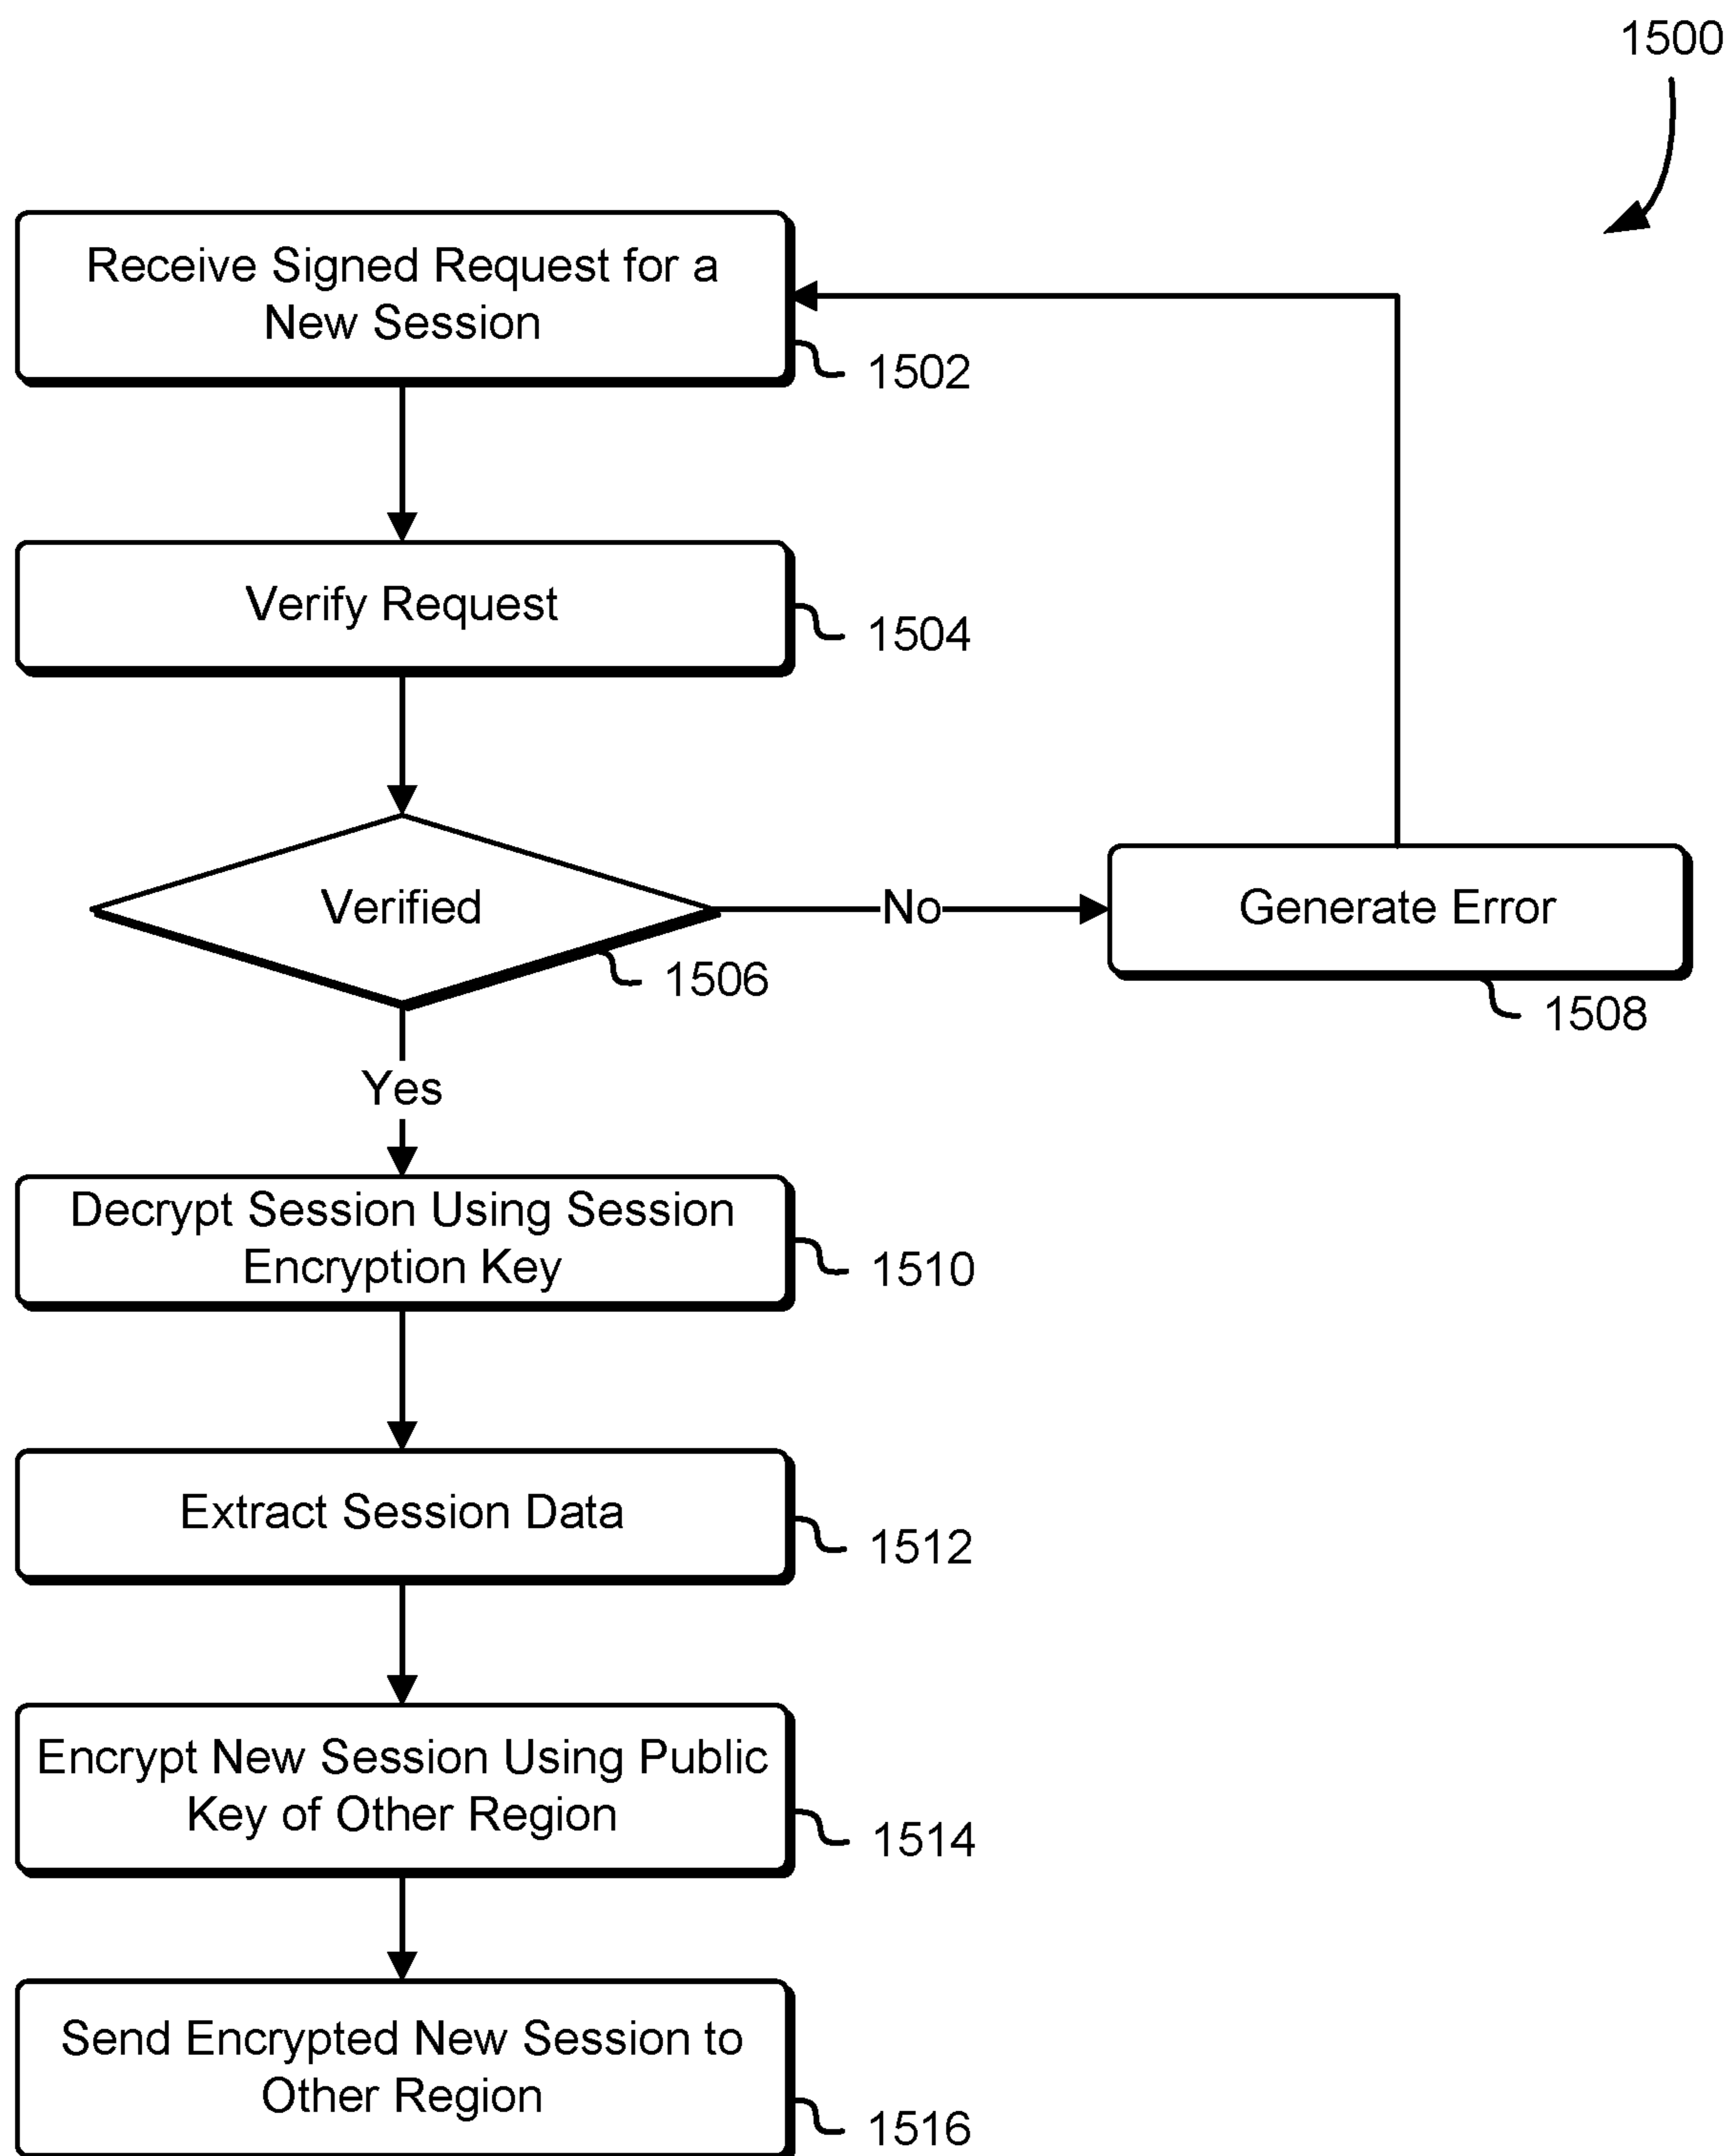 1500
Receive Signed Request for a
New Session
1502
Verify Request
1504
Verified
No
Generate Error
1506
1508
Yes
Decrypt Session Using Session
Encryption Key
1510
Extract Session Data
1512
Encrypt New Session Using Public
Key of Other Region
1514
Send Encrypted New Session to
Other Region
1516